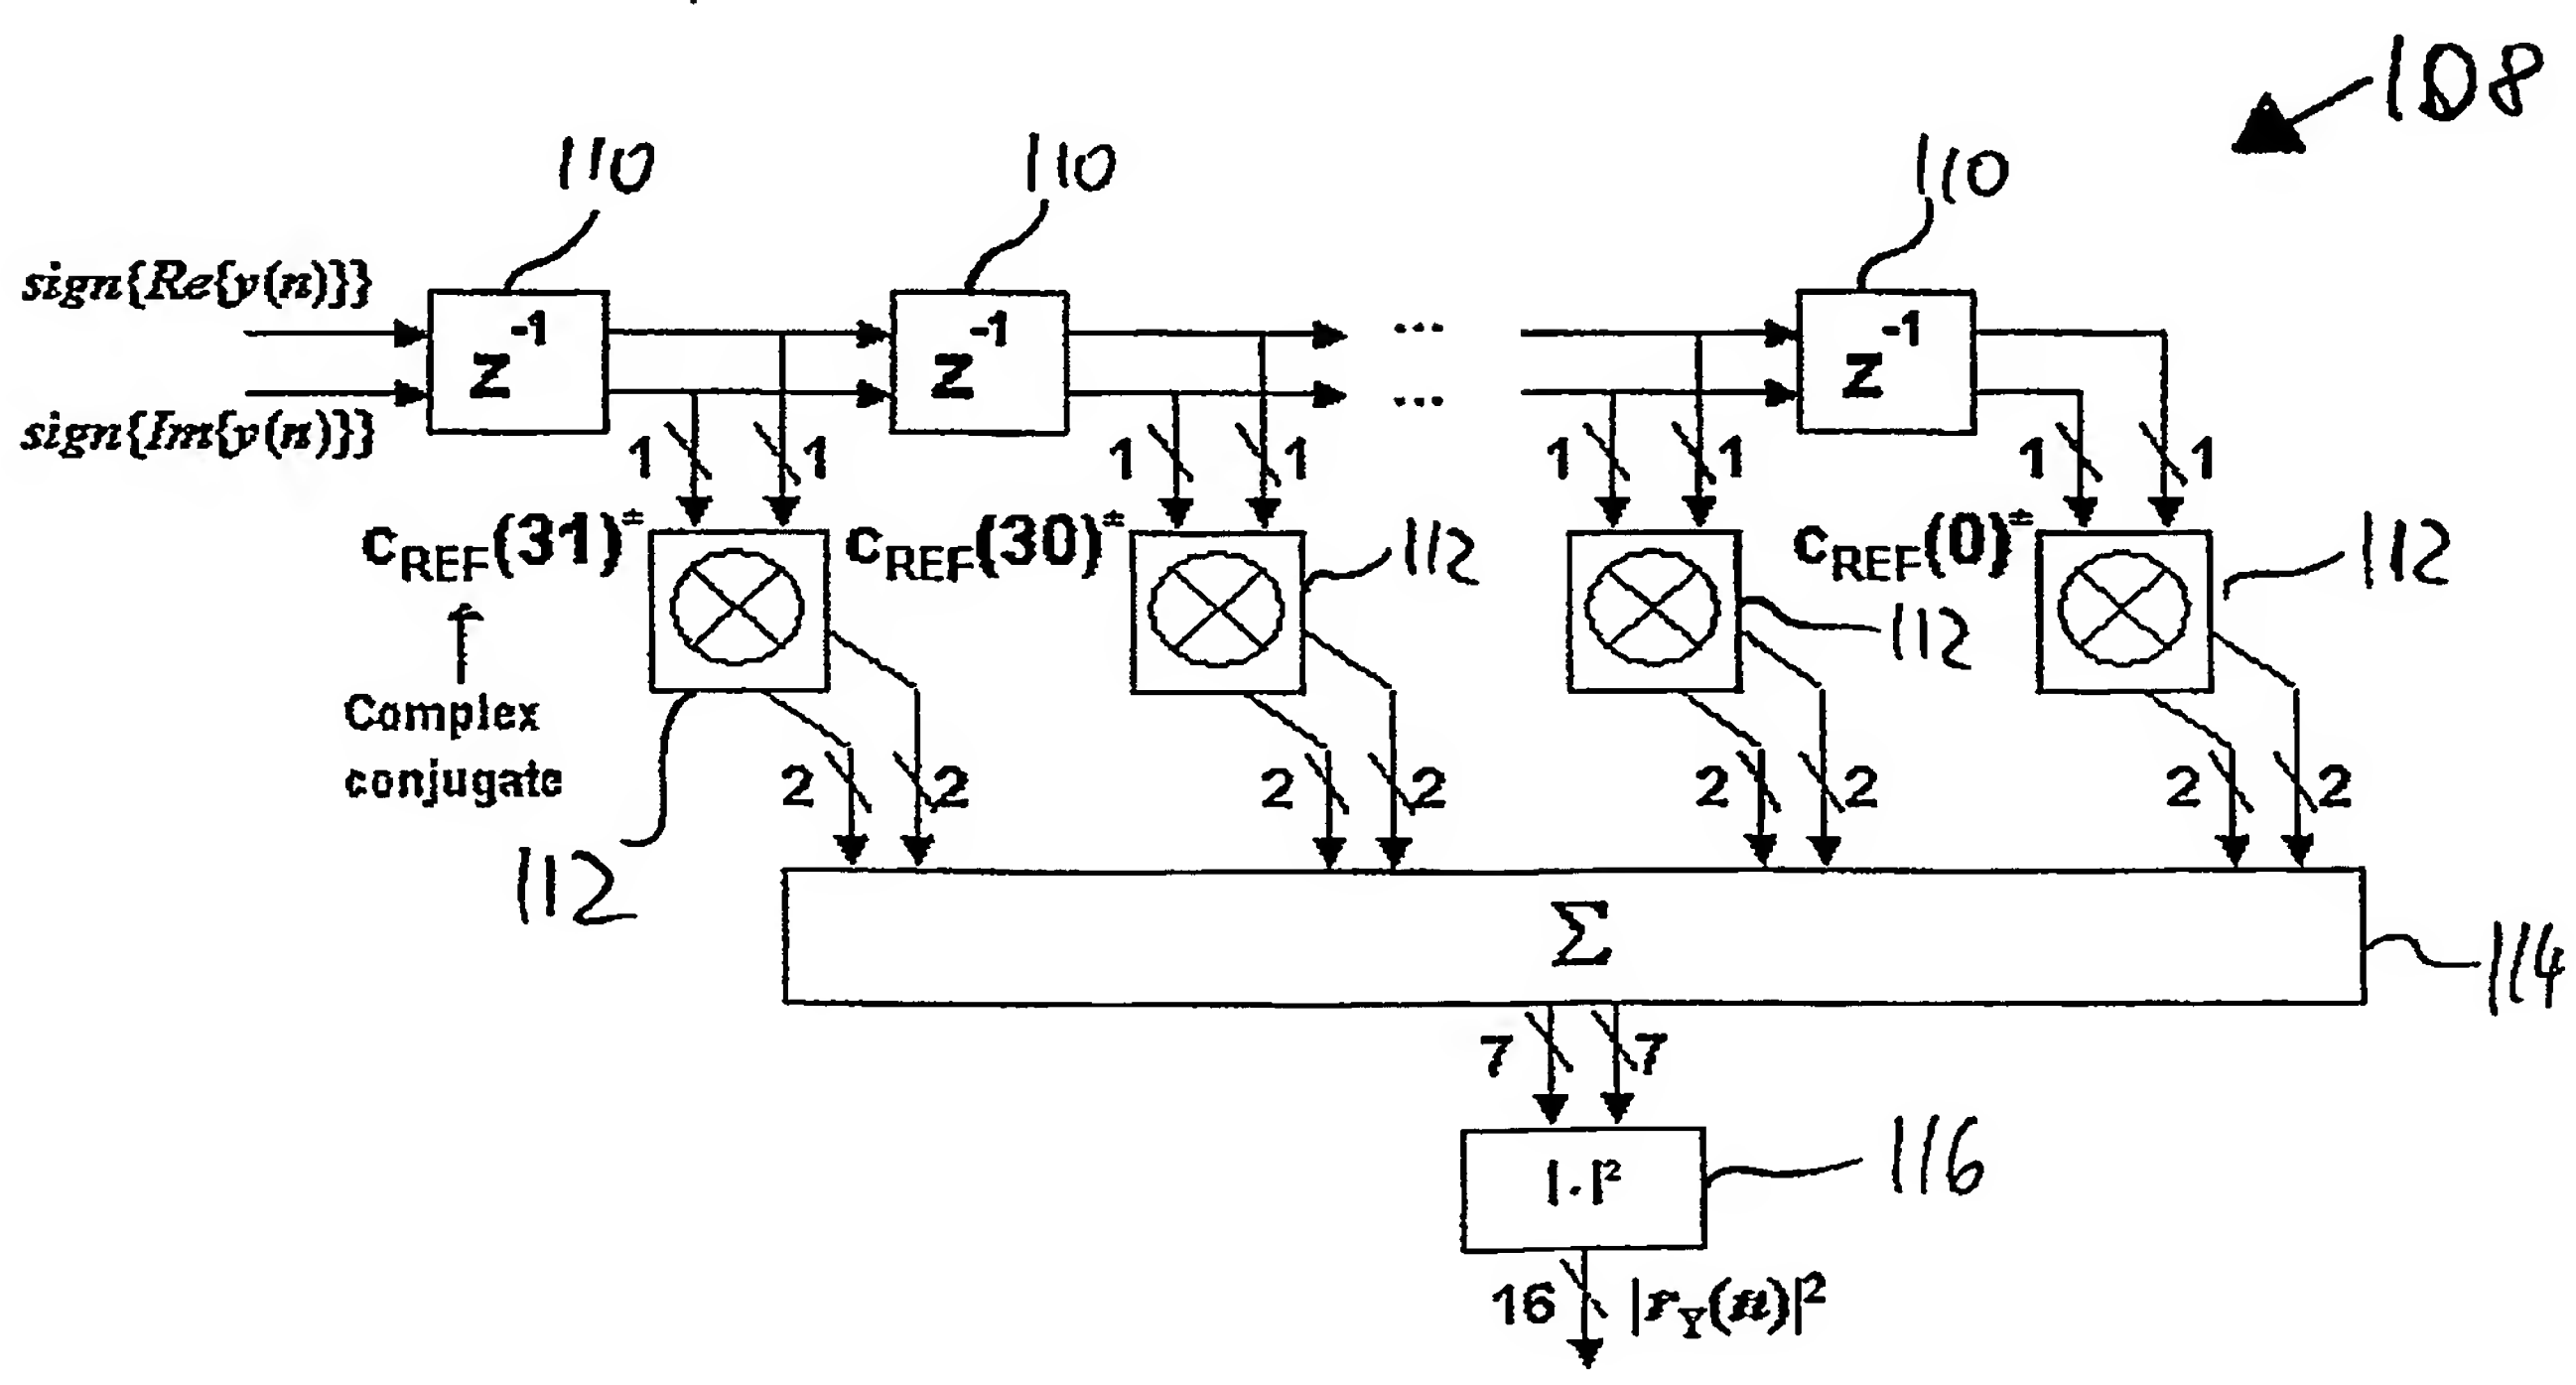 108
110 110 110
sign{Re{y(n)}}
z⁻¹ z⁻¹ ... z⁻¹
...
sign{Im{y(n)}}
1 1 1 1 1 1 1 1
c_REF(31)^± c_REF(30)^± 112 c_REF(0)^± 112
112
Complex
conjugate
2 2 2 2 2 2 2 2
112
Σ
114
7 7
|·|²
116
16 |r_Y(n)|²